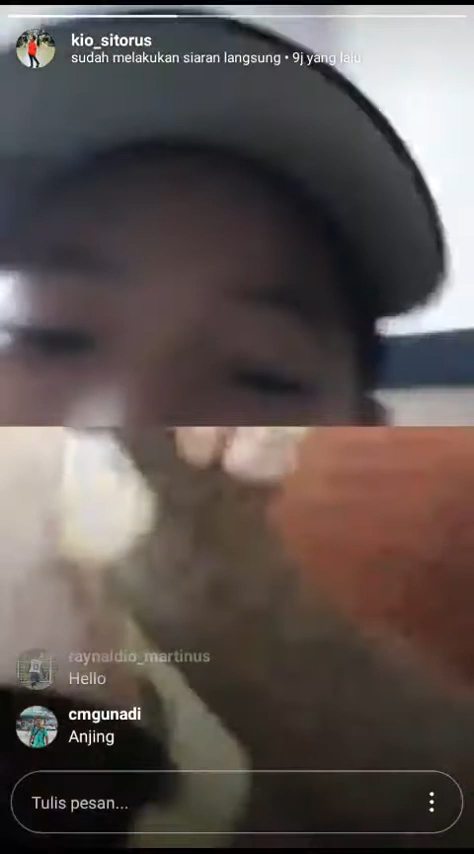 kio_sitorus
sudah melakukan siaran langsung • 9j yang lalu
raynaldio_martinus
Hello
cmgunadi
Anjing
Tulis pesan...